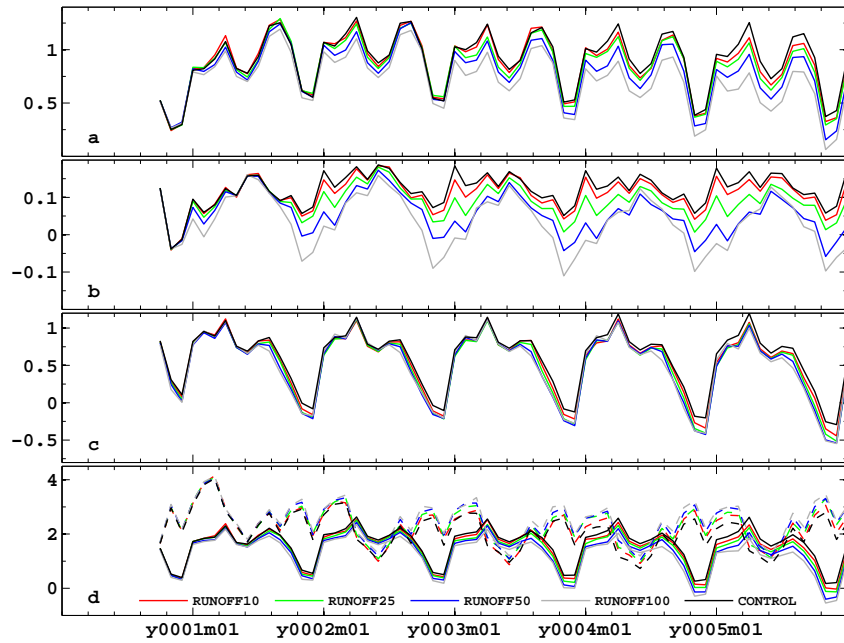 1
0.5
a
0.1
0
-0.1
b
1
0.5
0
-0.5
c
4
2
0
d
RUNOFF10 RUNOFF25 RUNOFF50 RUNOFF100 CONTROL
y0001m01 y0002m01 y0003m01 y0004m01 y0005m01